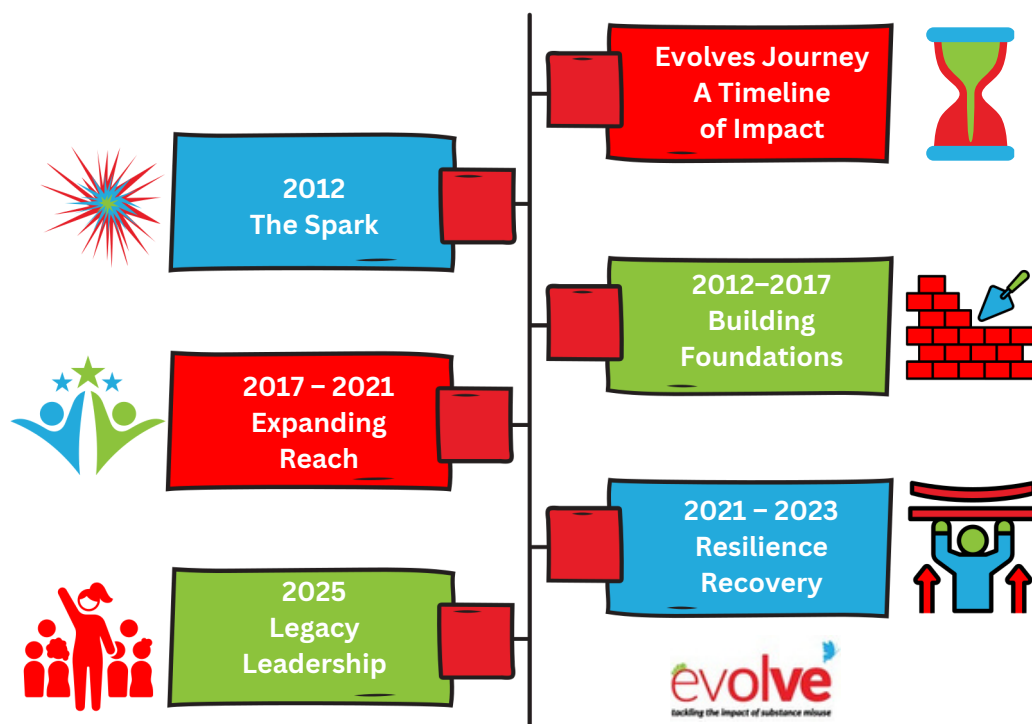 Evolves Journey
A Timeline
of Impact
2012
The Spark
2012–2017
Building
Foundations
2017 – 2021
Expanding
Reach
2021 – 2023
Resilience
Recovery
2025
Legacy
Leadership
evolve
tackling the impact of substance misuse